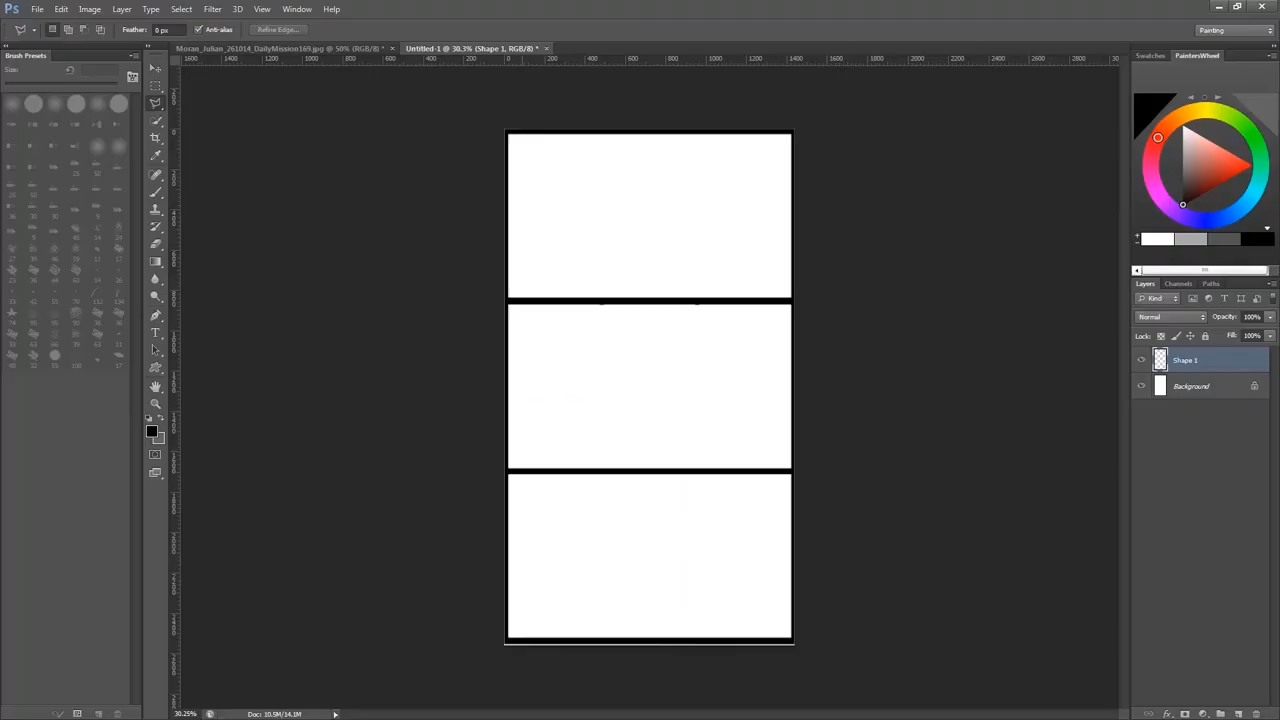 Ps File Edit Image Layer Type Select Filter 3D View Window Help
Feather: 0 px Anti-alias Refine Edge... Painting
Brush Presets
Moran_Julian_261014_DailyMission169.jpg @ 50% (RGB/8) * × Untitled-1 @ 30.3% (Shape 1, RGB/8) * ×
Swatches PaintersWheel
Size:
1600 1400 1200 1000 800 600 400 200 0 200 400 600 800 1000 1200 1400 1600 1800 2000 2200 2400 2600 2800
Layers Channels Paths
Kind
Normal Opacity: 100%
Lock: Fill: 100%
Shape 1
Background
30.25% Doc: 10.5M/14.1M